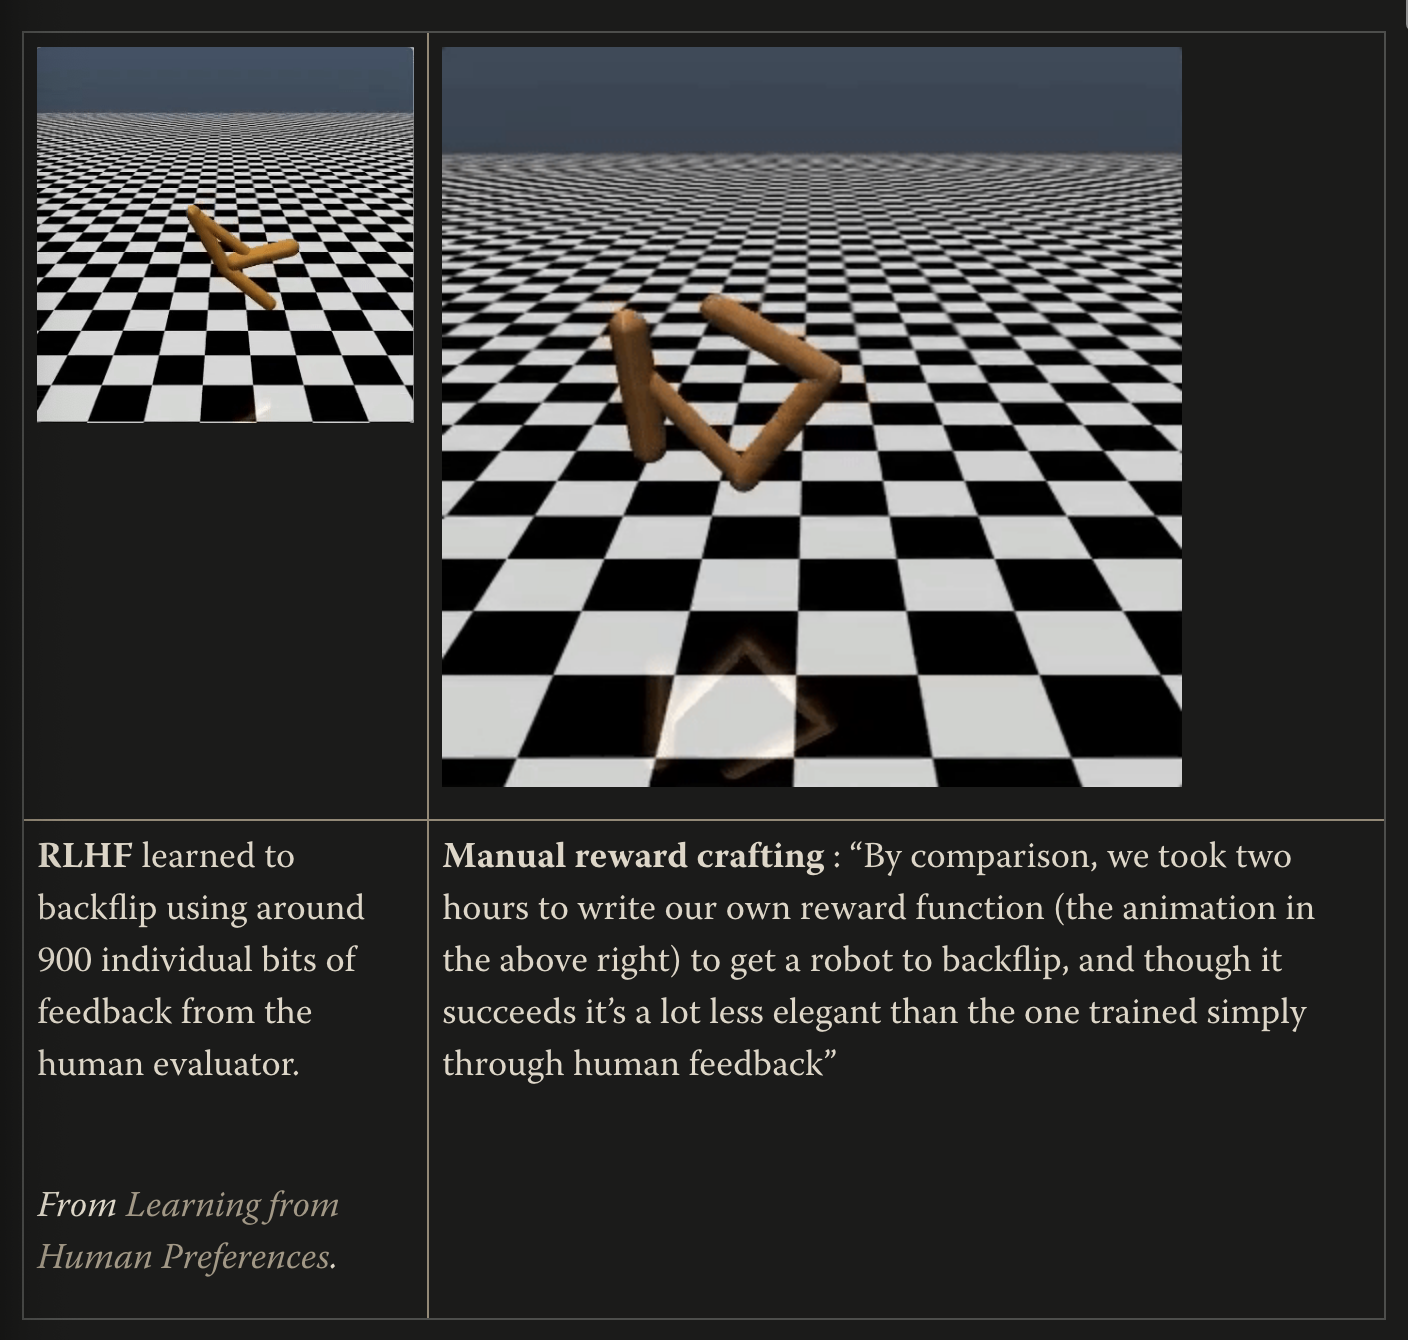 RLHF learned to
backflip using around
900 individual bits of
feedback from the
human evaluator.
From Learning from
Human Preferences.
Manual reward crafting : “By comparison, we took two
hours to write our own reward function (the animation in
the above right) to get a robot to backflip, and though it
succeeds it’s a lot less elegant than the one trained simply
through human feedback”